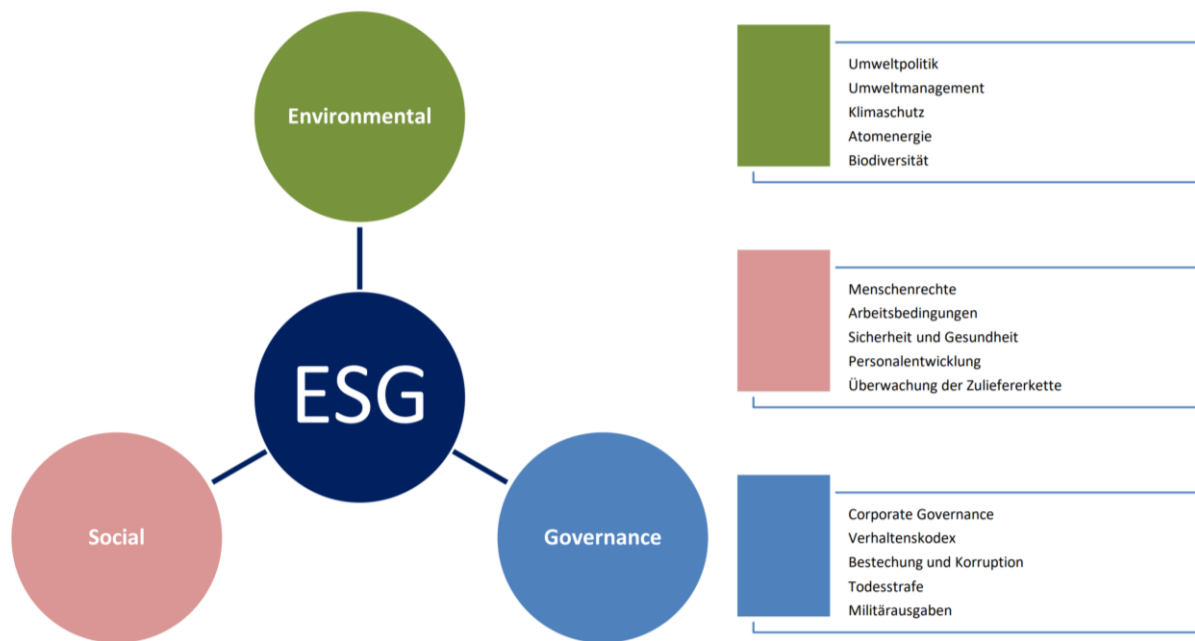 Environmental
ESG
Social
Governance
Umweltpolitik
Umweltmanagement
Klimaschutz
Atomenergie
Biodiversität
Menschenrechte
Arbeitsbedingungen
Sicherheit und Gesundheit
Personalentwicklung
Überwachung der Zuliefererkette
Corporate Governance
Verhaltenskodex
Bestechung und Korruption
Todesstrafe
Militärausgaben